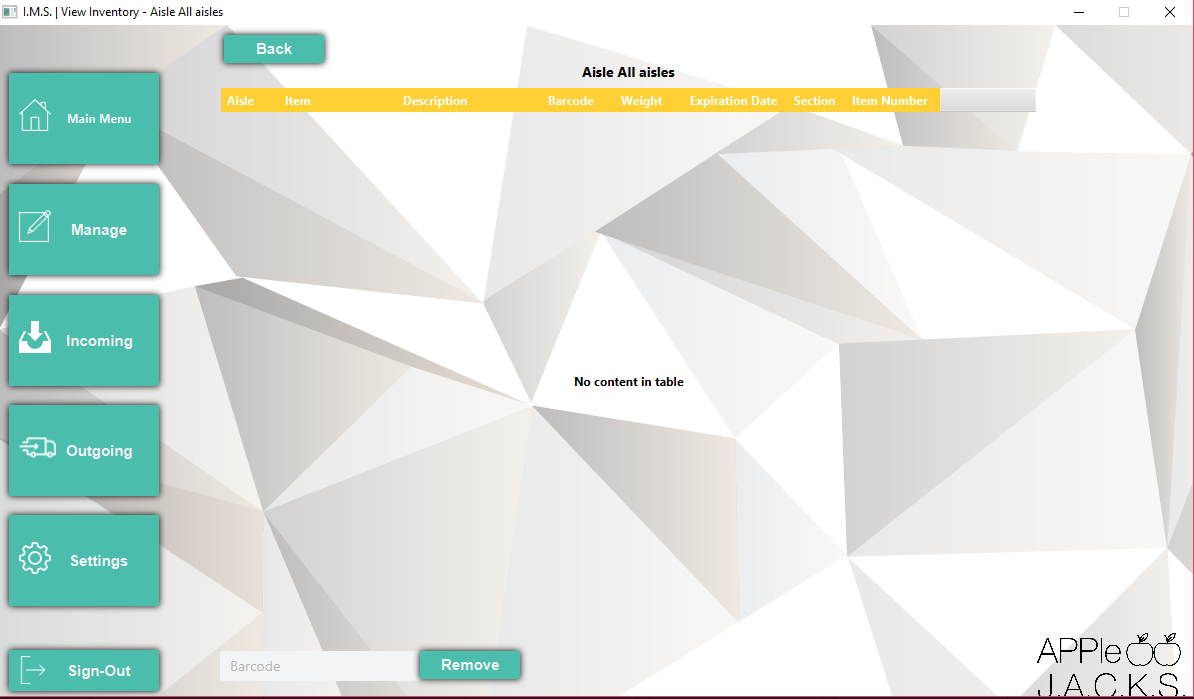 I.M.S. | View Inventory - Aisle All aisles
Back
Aisle All aisles
Aisle Item Description Barcode Weight Expiration Date Section Item Number
Main Menu
Manage
Incoming
No content in table
Outgoing
Settings
Barcode Remove
Sign-Out
APPle
J.A.C.K.S.